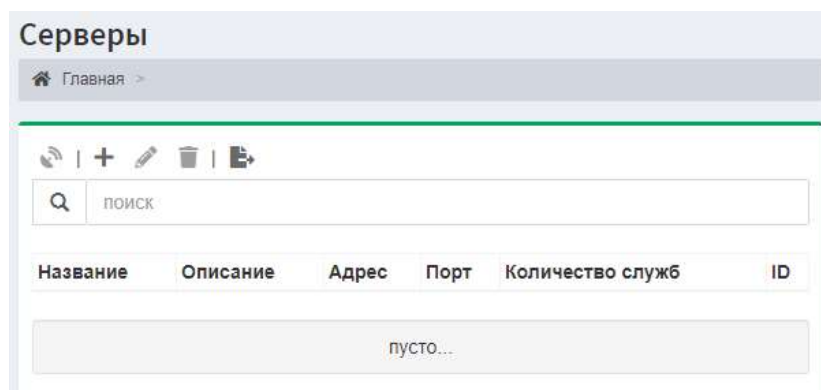 Серверы
Главная >
поиск
Название Описание Адрес Порт Количество служб ID
пусто...